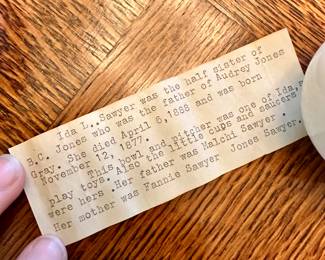 Ida L..Sawyer was the half sister of
B.C. Jones who was the father of Audrey Jones
Gray. She died April 6,1888 and was born
November 12, 1877.
This bowl and pitcher was one of Ida,s
play toys. Also the little cups and saucers
were hers .Her father was Malchi Sawyer .
Her mother was Fannie Sawyer Jones Sawyer.